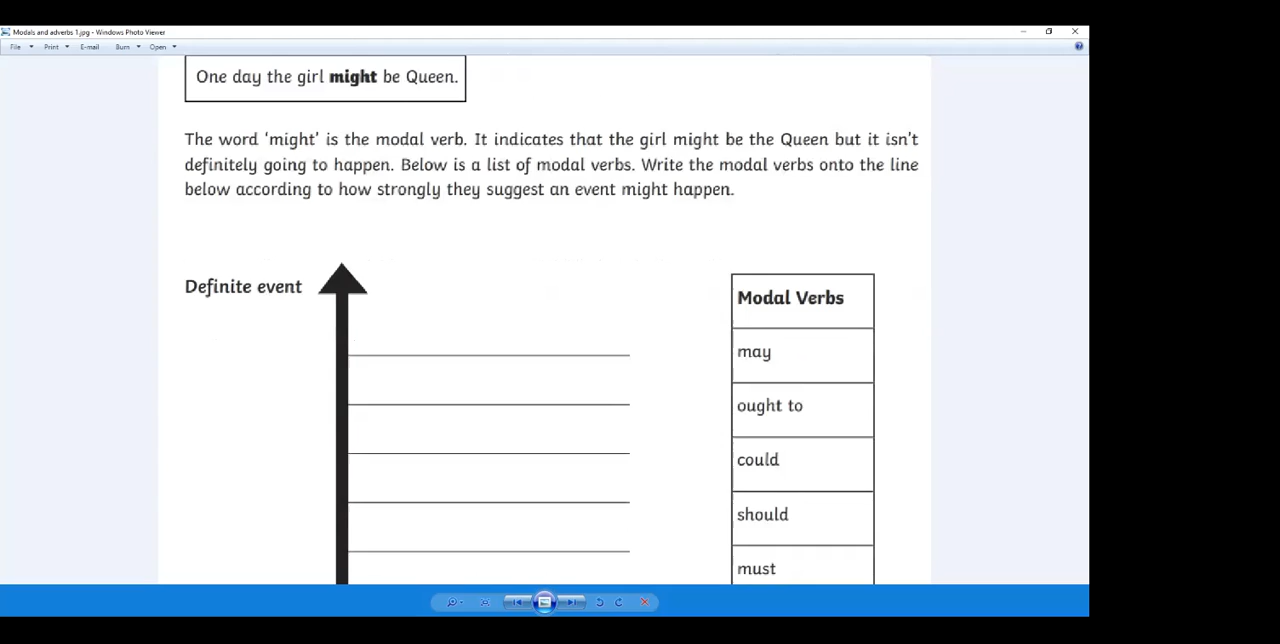 Modals and adverbs 1.jpg - Windows Photo Viewer
File Print E-mail Burn Open
One day the girl might be Queen.
The word ‘might’ is the modal verb. It indicates that the girl might be the Queen but it isn’t
definitely going to happen. Below is a list of modal verbs. Write the modal verbs onto the line
below according to how strongly they suggest an event might happen.
Definite event
Modal Verbs
may
ought to
could
should
must